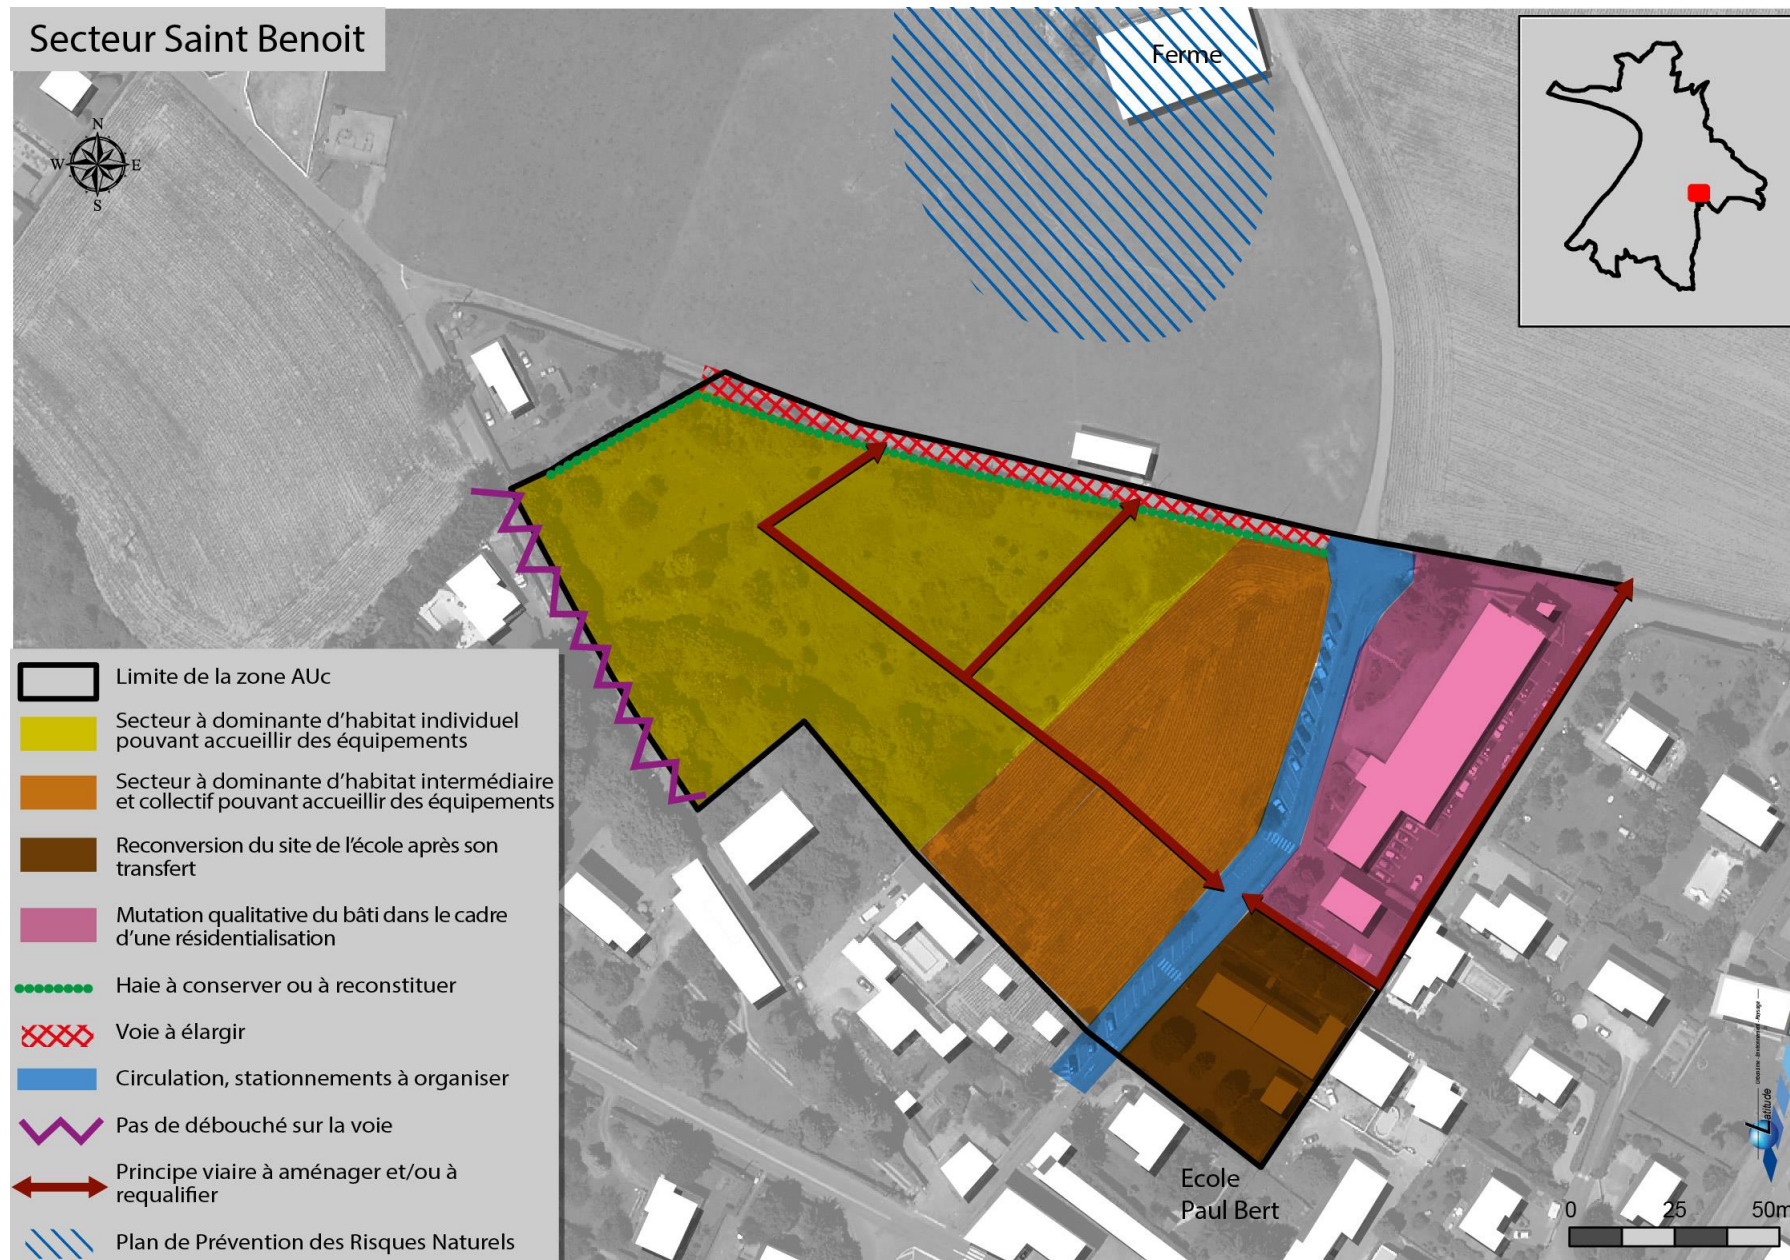 Secteur Saint Benoit
Ferme
N
W
E
S
Limite de la zone AUc
Secteur à dominante d'habitat individuel
pouvant accueillir des équipements
Secteur à dominante d'habitat intermédiaire
et collectif pouvant accueillir des équipements
Reconversion du site de l'école après son
transfert
Mutation qualitative du bâti dans le cadre
d'une résidentialisation
Haie à conserver ou à reconstituer
Voie à élargir
Circulation, stationnements à organiser
Pas de débouché sur la voie
Principe viaire à aménager et/ou à
requalifier
Plan de Prévention des Risques Naturels
Ecole
Paul Bert
Latitude
0 25 50m